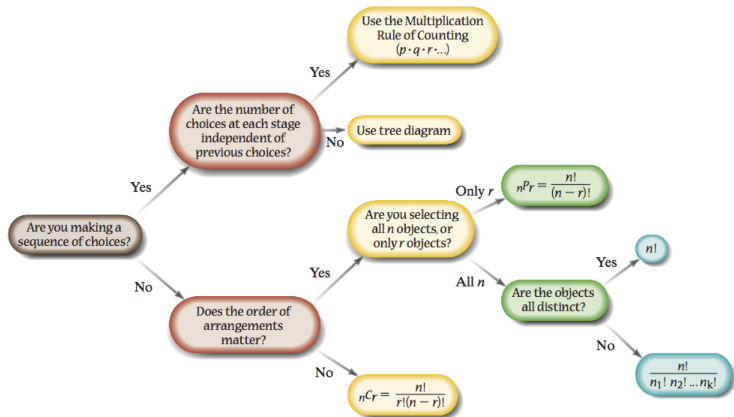 Use the Multiplication
Rule of Counting
(p·q·r·...)
Yes
Are the number of
choices at each stage
independent of
previous choices?
No
Use tree diagram
Yes
Only r
nPr = n!/(n − r)!
Are you selecting
all n objects, or
only r objects?
Are you making a
sequence of choices?
n!
Yes
Yes
All n
No
Are the objects
all distinct?
Does the order of
arrangements
matter?
No
No
nCr = n!/r!(n − r)!
n!/n1! n2! ... nk!